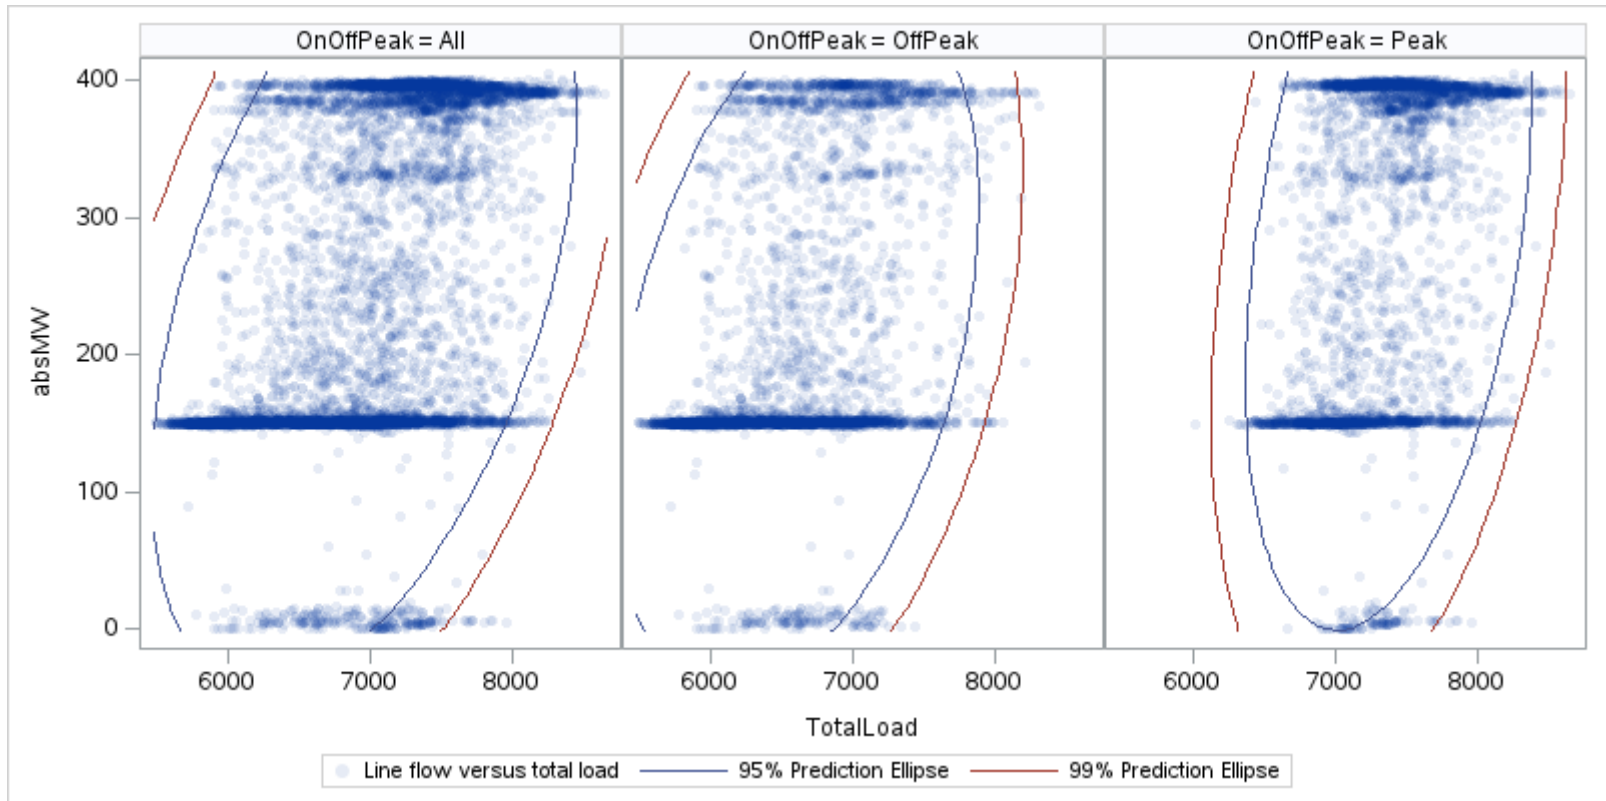 OnOffPeak = All
OnOffPeak = OffPeak
OnOffPeak = Peak
absMW
400
300
200
100
0
6000 7000 8000
6000 7000 8000
6000 7000 8000
TotalLoad
Line flow versus total load
95% Prediction Ellipse
99% Prediction Ellipse